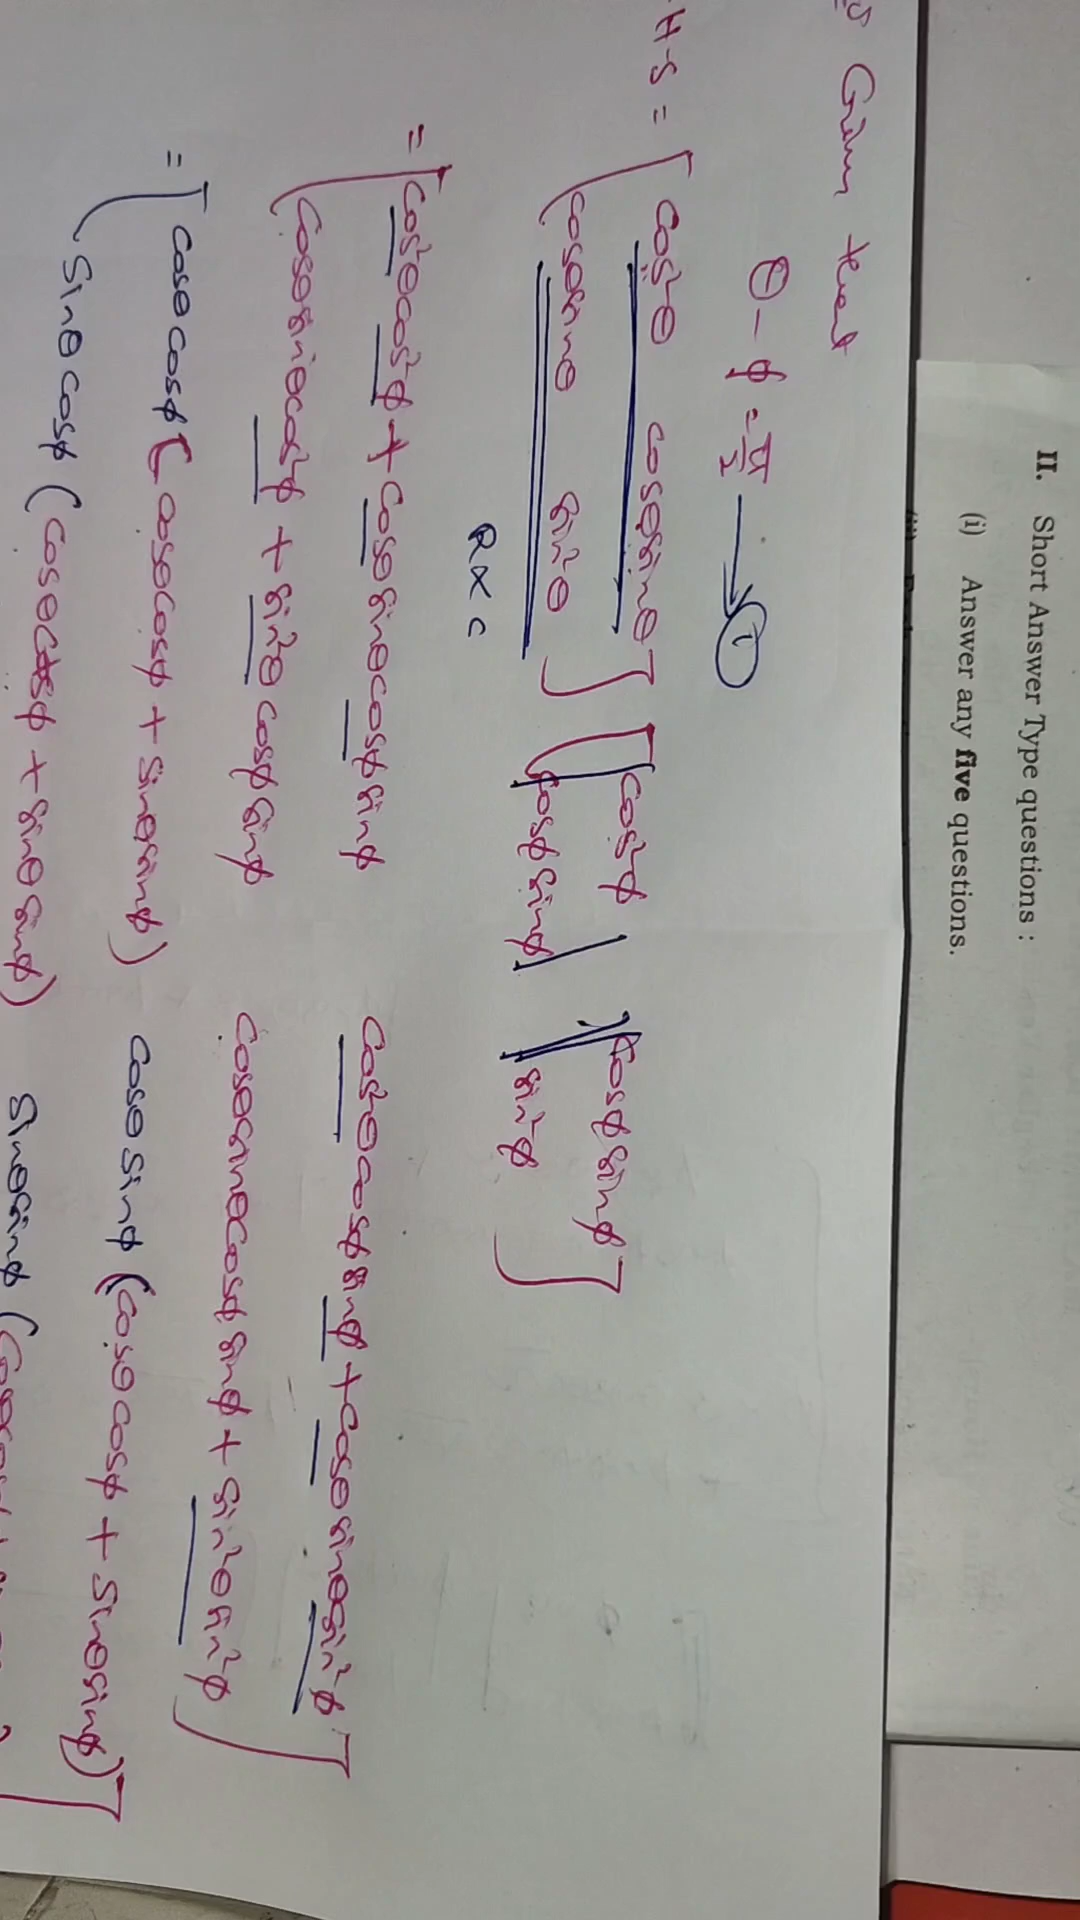 II. Short Answer Type questions :
(i) Answer any five questions.
Given that
θ - φ = π/2 → ①
H·S = [cos²θ cosθsinθ] [cos²φ cosφsinφ]
[cosθsinθ sin²θ] [cosφsinφ sin²φ]
R × C
= [cos²θcos²φ + cosθsinθcosφsinφ cos²θcosφsinφ + cosθsinθsin²φ]
[cosθsinθcos²φ + sin²θcosφsinφ cosθsinθcosφsinφ + sin²θsin²φ]
= [cosθcosφ(cosθcosφ + sinθsinφ) cosθsinφ(cosθcosφ + sinθsinφ)]
[sinθcosφ(cosθcosφ + sinθsinφ) sinθsinφ(